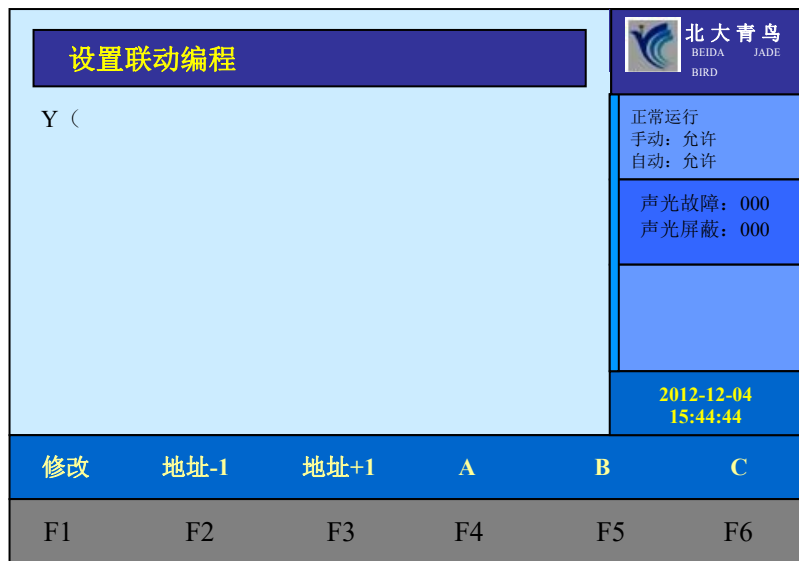 设置联动编程
北大青鸟
BEIDA JADE
BIRD
Y（
正常运行
手动：允许
自动：允许
声光故障：000
声光屏蔽：000
2012-12-04
15:44:44
修改 地址-1 地址+1 A B C
F1 F2 F3 F4 F5 F6